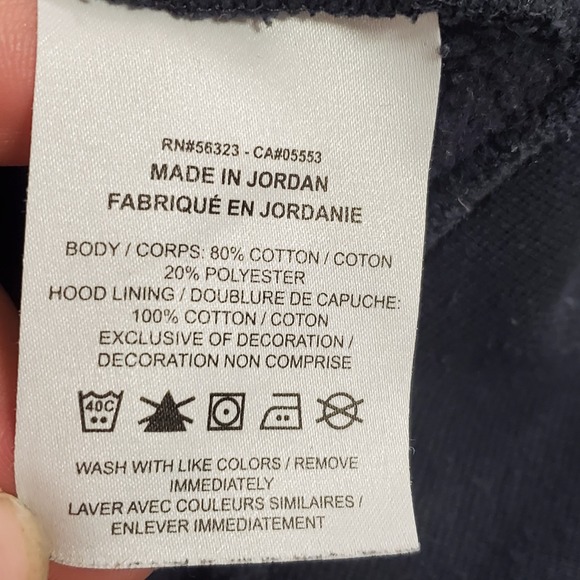 RN#56323 - CA#05553
MADE IN JORDAN
FABRIQUÉ EN JORDANIE
BODY / CORPS: 80% COTTON / COTON
20% POLYESTER
HOOD LINING / DOUBLURE DE CAPUCHE:
100% COTTON / COTON
EXCLUSIVE OF DECORATION /
DECORATION NON COMPRISE
40C
WASH WITH LIKE COLORS / REMOVE
IMMEDIATELY
LAVER AVEC COULEURS SIMILAIRES /
ENLEVER IMMEDIATEMENT